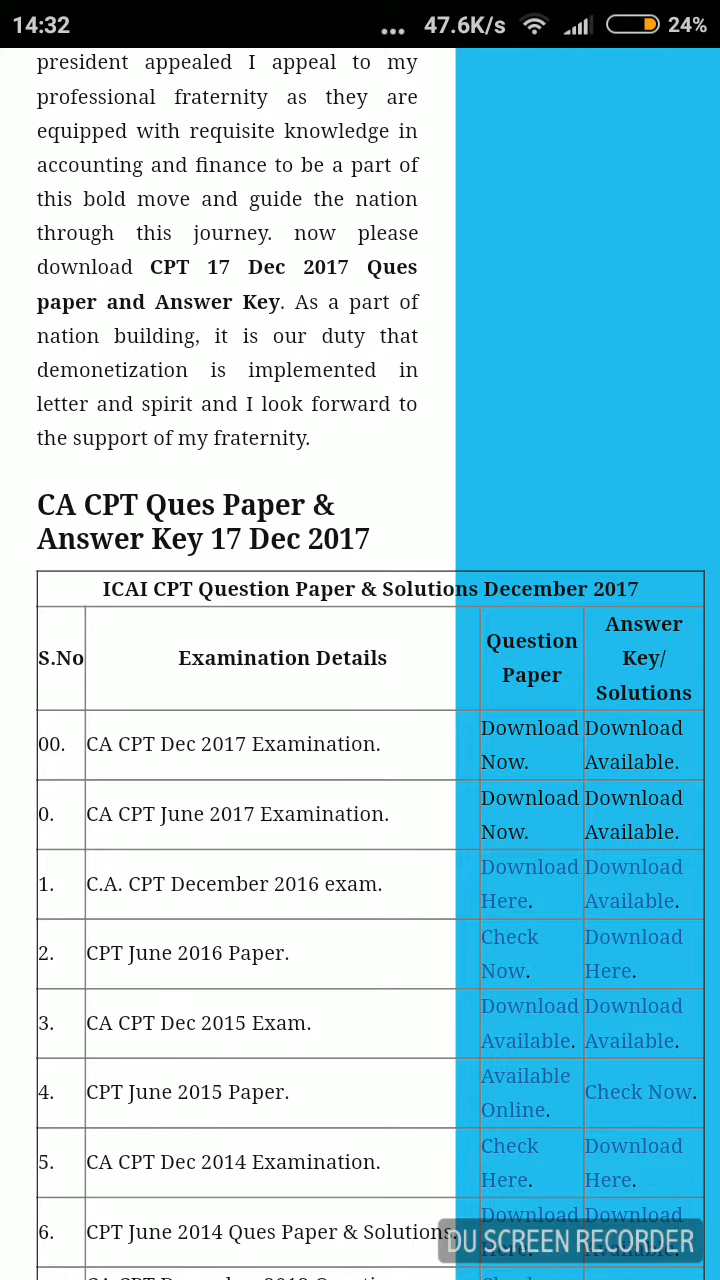 14:32 ... 47.6K/s 24%
president appealed I appeal to my
professional fraternity as they are
equipped with requisite knowledge in
accounting and finance to be a part of
this bold move and guide the nation
through this journey. now please
download CPT 17 Dec 2017 Ques
paper and Answer Key. As a part of
nation building, it is our duty that
demonetization is implemented in
letter and spirit and I look forward to
the support of my fraternity.
CA CPT Ques Paper &
Answer Key 17 Dec 2017
ICAI CPT Question Paper & Solutions December 2017
S.No
Examination Details
Question
Paper
Answer
Key/
Solutions
00.
CA CPT Dec 2017 Examination.
Download
Now.
Download
Available.
0.
CA CPT June 2017 Examination.
Download
Now.
Download
Available.
1.
C.A. CPT December 2016 exam.
Download
Here.
Download
Available.
2.
CPT June 2016 Paper.
Check
Now.
Download
Here.
3.
CA CPT Dec 2015 Exam.
Download
Available.
Download
Available.
4.
CPT June 2015 Paper.
Available
Online.
Check Now.
5.
CA CPT Dec 2014 Examination.
Check
Here.
Download
Here.
6.
CPT June 2014 Ques Paper & Solutions.
Download
Here.
Download
Available.
DU SCREEN RECORDER